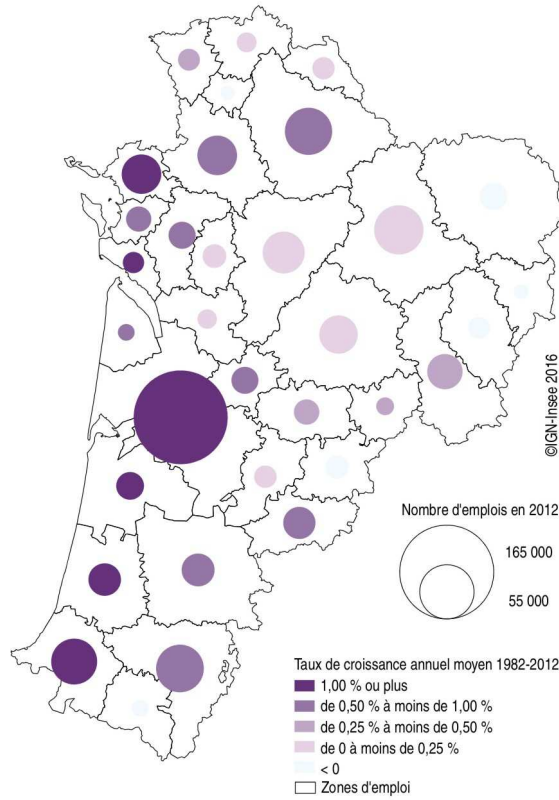 ©IGN-Insee 2016
Nombre d'emplois en 2012
165 000
55 000
Taux de croissance annuel moyen 1982-2012
1,00 % ou plus
de 0,50 % à moins de 1,00 %
de 0,25 % à moins de 0,50 %
de 0 à moins de 0,25 %
< 0
Zones d'emploi